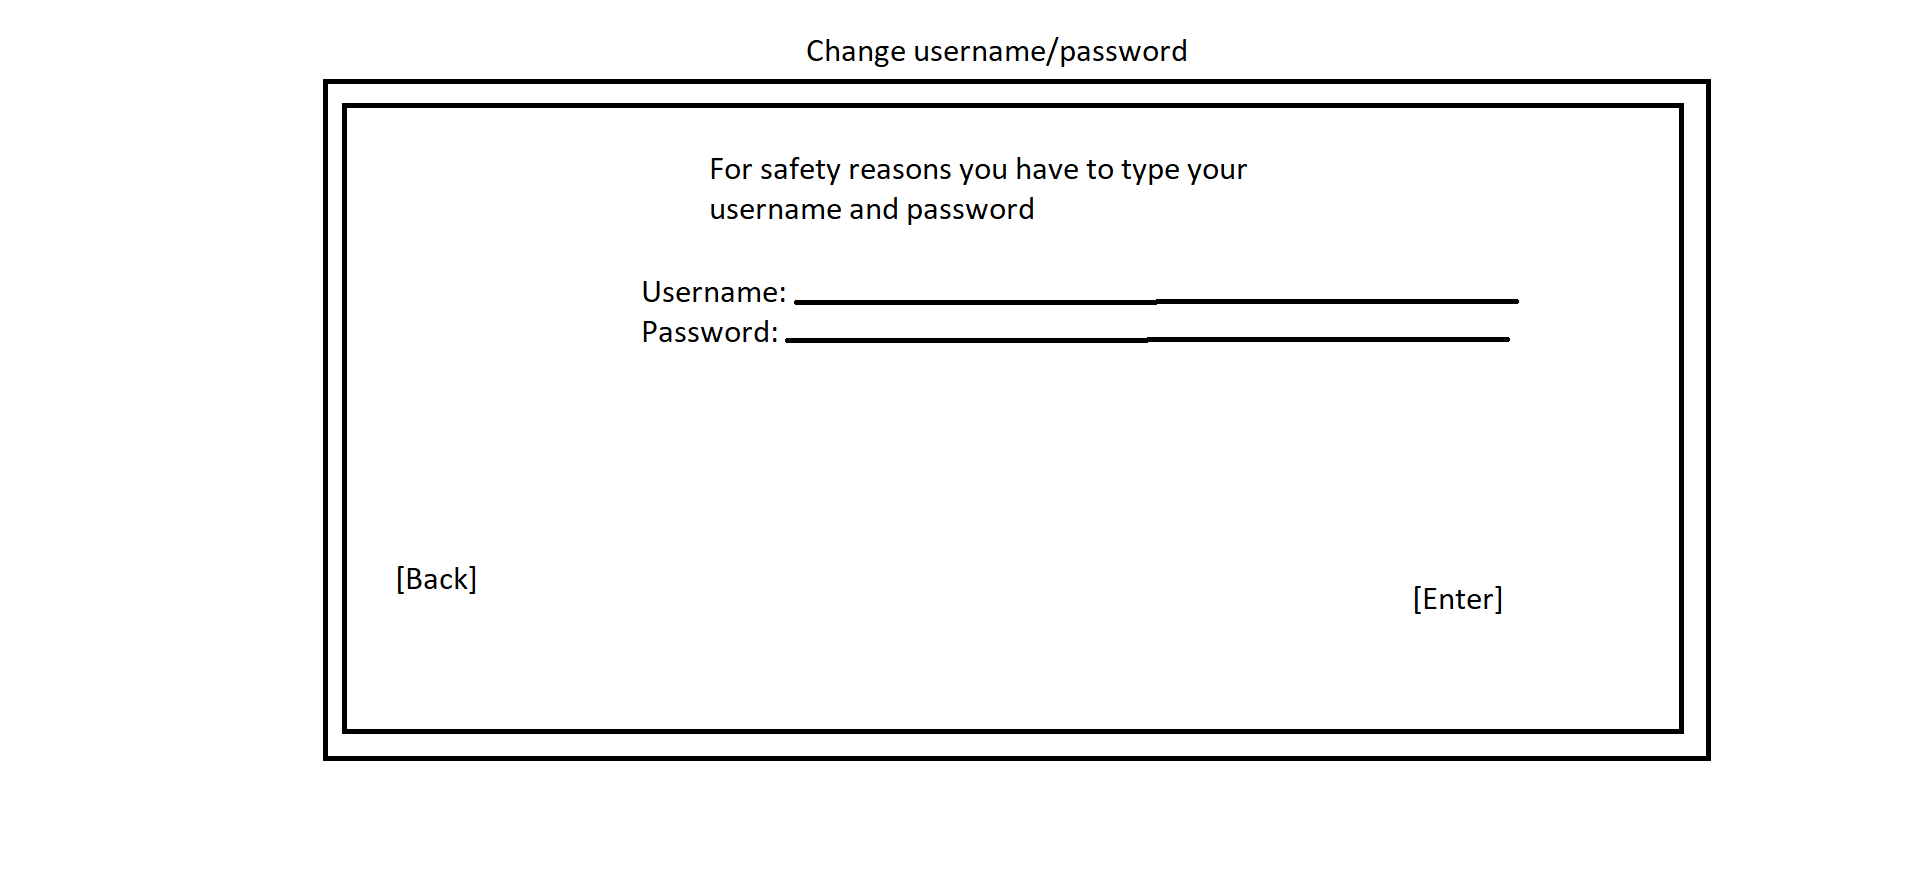 Change username/password
For safety reasons you have to type your
username and password
Username:
Password:
[Back]
[Enter]